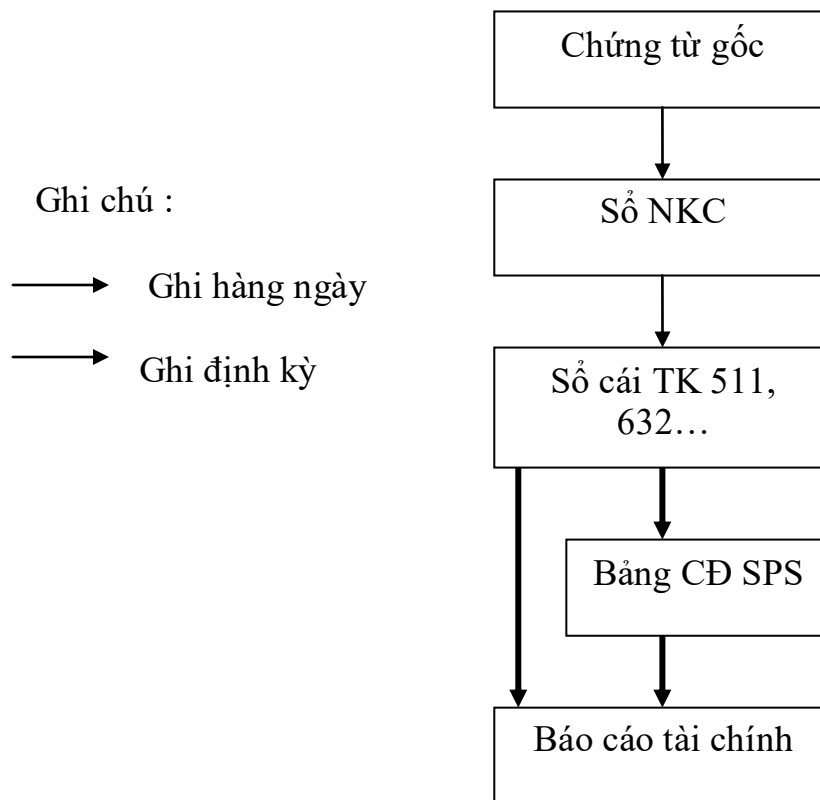 Chứng từ gốc
Ghi chú :
Sổ NKC
Ghi hàng ngày
Ghi định kỳ
Sổ cái TK 511,
632…
Bảng CĐ SPS
Báo cáo tài chính